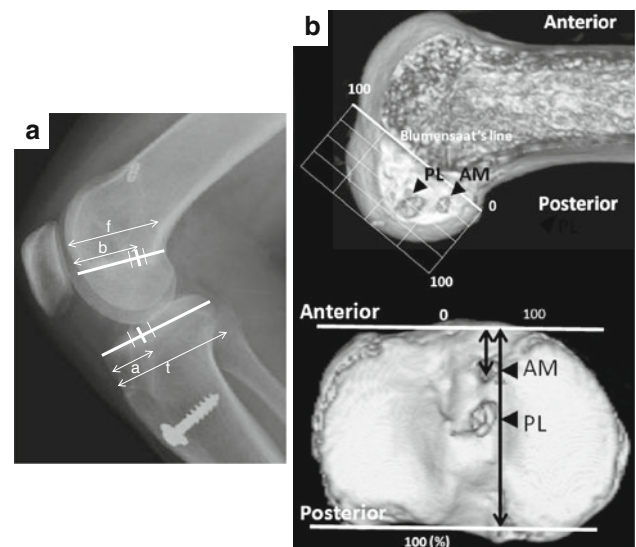 a
f
b
a
t
b
Anterior
100
Blumensaat's line
PL AM
0
Posterior
PL
100
Anterior 0 100
AM
PL
Posterior
100 (%)